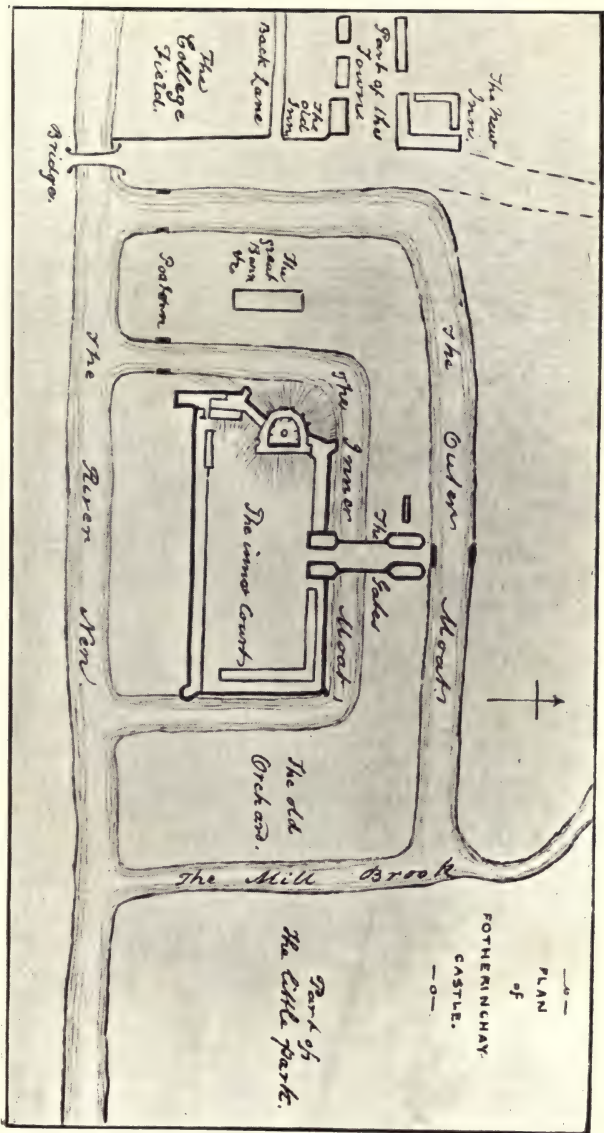 PLAN
of
FOTHERINGHAY
CASTLE.
The New
Inn.
Part of the
Towne
The
Old
Inn
Back Lane
The
College
Field.
Bridge.
The Outer Moat
The
Great
Barn
Postern
The Inner Moat
The Gates
The inner Court
The River Nen.
The old
Orchard.
The Mill Brook
Part of
The little Park.